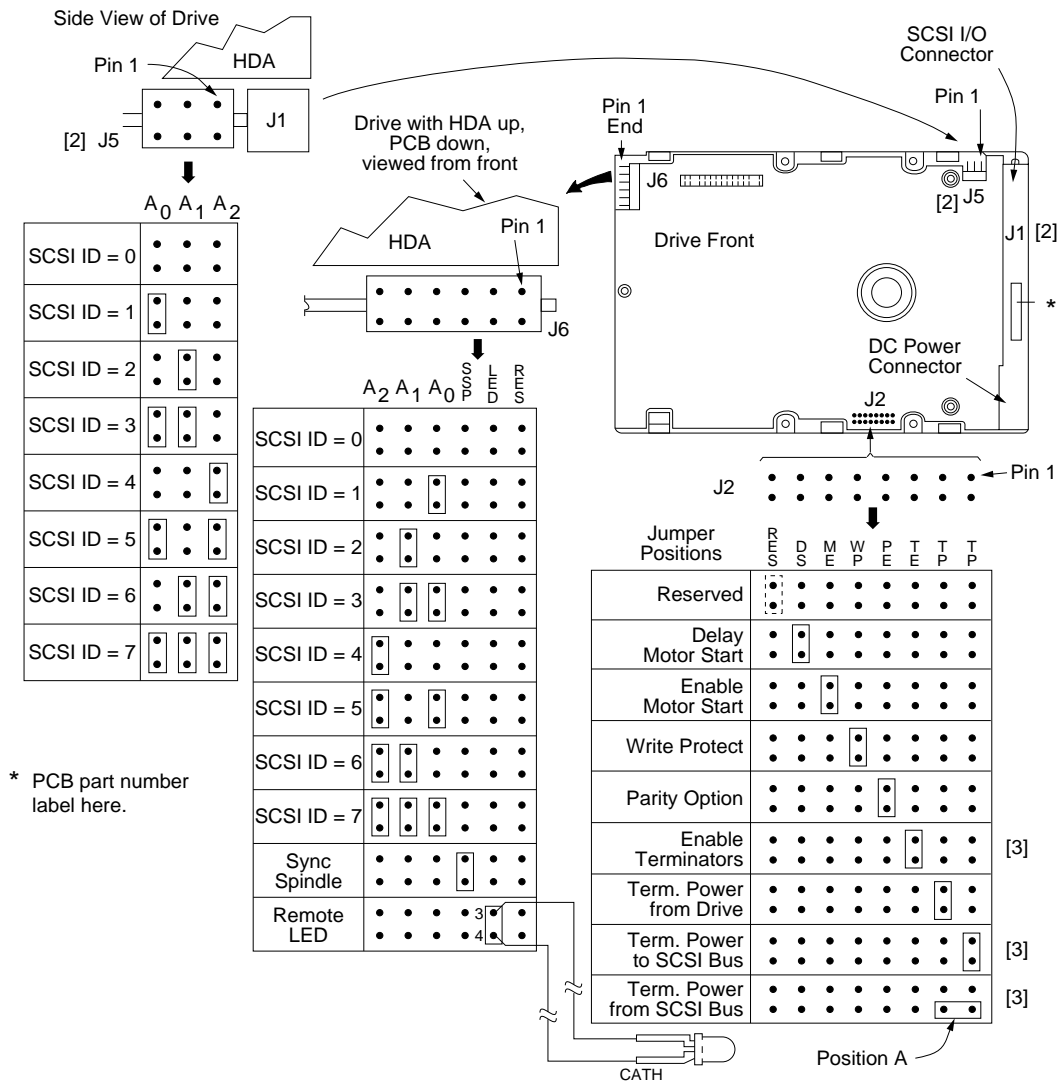 Side View of Drive
HDA
Pin 1
J1
[2] J5
A0 A1 A2
SCSI ID = 0
SCSI ID = 1
SCSI ID = 2
SCSI ID = 3
SCSI ID = 4
SCSI ID = 5
SCSI ID = 6
SCSI ID = 7
* PCB part number
label here.
Drive with HDA up,
PCB down,
viewed from front
HDA
Pin 1
J6
A2 A1 A0 SSP LED RES
SCSI ID = 0
SCSI ID = 1
SCSI ID = 2
SCSI ID = 3
SCSI ID = 4
SCSI ID = 5
SCSI ID = 6
SCSI ID = 7
Sync
Spindle
Remote
LED
3
4
CATH
SCSI I/O
Connector
Pin 1
End
Pin 1
J6
[2] J5
J1 [2]
Drive Front
*
DC Power
Connector
J2
J2
Pin 1
Jumper
Positions
RES DS ME WP PE TE TP TP
Reserved
Delay
Motor Start
Enable
Motor Start
Write Protect
Parity Option
Enable
Terminators
[3]
Term. Power
from Drive
Term. Power
to SCSI Bus
[3]
Term. Power
from SCSI Bus
[3]
Position A